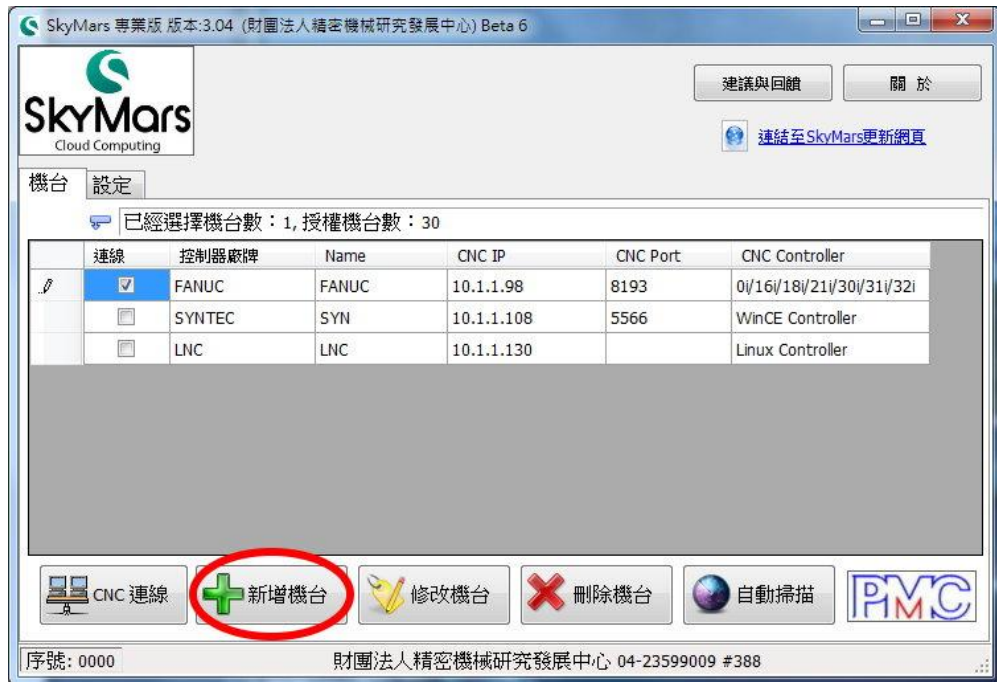 SkyMars 專業版 版本:3.04 (財團法人精密機械研究發展中心) Beta 6
SkyMars
Cloud Computing
建議與回饋
關 於
連結至SkyMars更新網頁
機台 設定
已經選擇機台數：1, 授權機台數：30
連線 控制器廠牌 Name CNC IP CNC Port CNC Controller
FANUC FANUC 10.1.1.98 8193 0i/16i/18i/21i/30i/31i/32i
SYNTEC SYN 10.1.1.108 5566 WinCE Controller
LNC LNC 10.1.1.130 Linux Controller
CNC 連線 新增機台 修改機台 刪除機台 自動掃描 PMC
序號: 0000 財團法人精密機械研究發展中心 04-23599009 #388